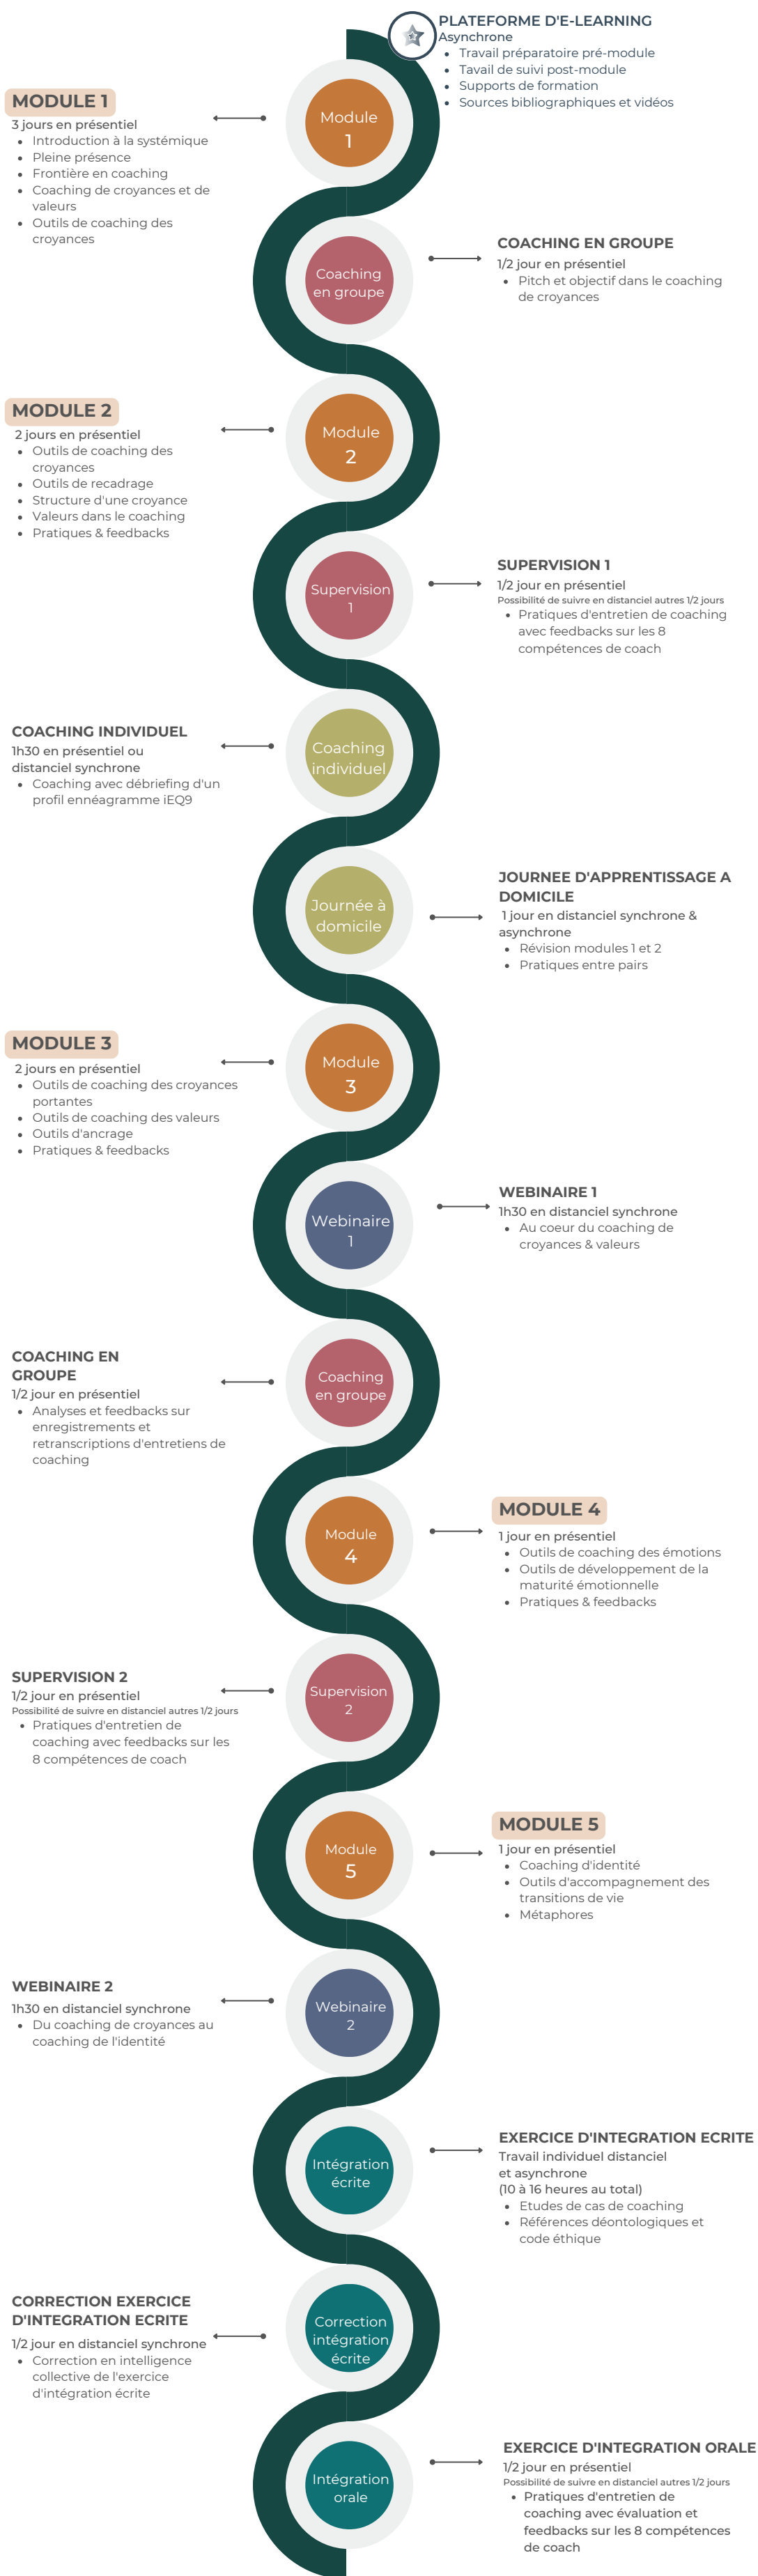 PLATEFORME D'E-LEARNING
Asynchrone
Travail préparatoire pré-module
Tavail de suivi post-module
Supports de formation
Sources bibliographiques et vidéos
MODULE 1
3 jours en présentiel
Introduction à la systémique
Pleine présence
Frontière en coaching
Coaching de croyances et de
valeurs
Outils de coaching des
croyances
Module
1
Coaching
en groupe
COACHING EN GROUPE
1/2 jour en présentiel
Pitch et objectif dans le coaching
de croyances
MODULE 2
2 jours en présentiel
Outils de coaching des
croyances
Outils de recadrage
Structure d'une croyance
Valeurs dans le coaching
Pratiques & feedbacks
Module
2
Supervision
1
SUPERVISION 1
1/2 jour en présentiel
Possibilité de suivre en distanciel autres 1/2 jours
Pratiques d'entretien de coaching
avec feedbacks sur les 8
compétences de coach
COACHING INDIVIDUEL
1h30 en présentiel ou
distanciel synchrone
Coaching avec débriefing d'un
profil ennéagramme iEQ9
Coaching
individuel
Journée à
domicile
JOURNEE D'APPRENTISSAGE A
DOMICILE
1 jour en distanciel synchrone &
asynchrone
Révision modules 1 et 2
Pratiques entre pairs
MODULE 3
2 jours en présentiel
Outils de coaching des croyances
portantes
Outils de coaching des valeurs
Outils d'ancrage
Pratiques & feedbacks
Module
3
Webinaire
1
WEBINAIRE 1
1h30 en distanciel synchrone
Au coeur du coaching de
croyances & valeurs
COACHING EN
GROUPE
1/2 jour en présentiel
Analyses et feedbacks sur
enregistrements et
retranscriptions d'entretiens de
coaching
Coaching
en groupe
Module
4
MODULE 4
1 jour en présentiel
Outils de coaching des émotions
Outils de développement de la
maturité émotionnelle
Pratiques & feedbacks
SUPERVISION 2
1/2 jour en présentiel
Possibilité de suivre en distanciel autres 1/2 jours
Pratiques d'entretien de
coaching avec feedbacks sur les
8 compétences de coach
Supervision
2
Module
5
MODULE 5
1 jour en présentiel
Coaching d'identité
Outils d'accompagnement des
transitions de vie
Métaphores
WEBINAIRE 2
1h30 en distanciel synchrone
Du coaching de croyances au
coaching de l'identité
Webinaire
2
Intégration
écrite
EXERCICE D'INTEGRATION ECRITE
Travail individuel distanciel
et asynchrone
(10 à 16 heures au total)
Etudes de cas de coaching
Références déontologiques et
code éthique
CORRECTION EXERCICE
D'INTEGRATION ECRITE
1/2 jour en distanciel synchrone
Correction en intelligence
collective de l'exercice
d'intégration écrite
Correction
intégration
écrite
Intégration
orale
EXERCICE D'INTEGRATION ORALE
1/2 jour en présentiel
Possibilité de suivre en distanciel autres 1/2 jours
Pratiques d'entretien de
coaching avec évaluation et
feedbacks sur les 8 compétences
de coach